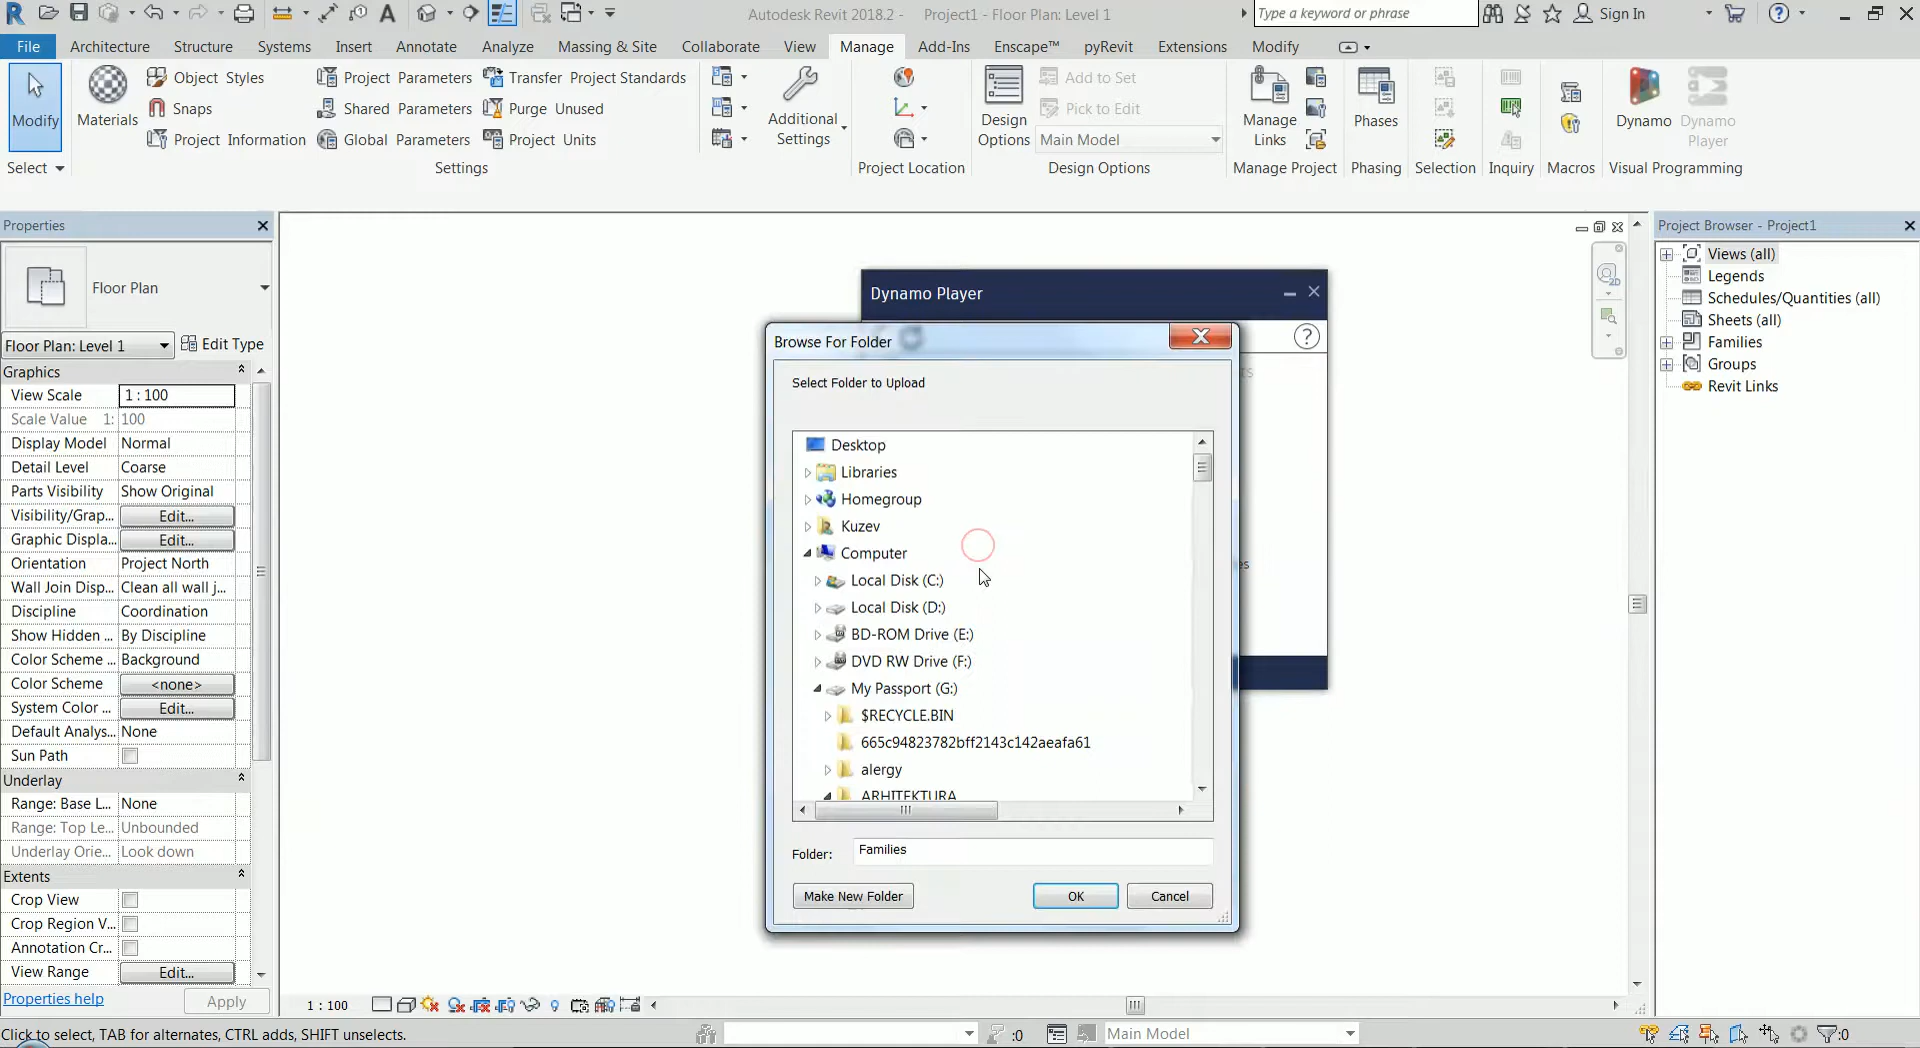 Autodesk Revit 2018.2 - Project1 - Floor Plan: Level 1
Type a keyword or phrase
Sign In
File
Architecture
Structure
Systems
Insert
Annotate
Analyze
Massing & Site
Collaborate
View
Manage
Add-Ins
Enscape™
pyRevit
Extensions
Modify
Modify
Materials
Object Styles
Snaps
Project Information
Project Parameters
Shared Parameters
Global Parameters
Transfer Project Standards
Purge Unused
Project Units
Additional
Settings
Design
Options
Add to Set
Pick to Edit
Main Model
Manage
Links
Phases
Dynamo
Dynamo
Player
Select
Settings
Project Location
Design Options
Manage Project
Phasing
Selection
Inquiry
Macros
Visual Programming
Properties
Floor Plan
Floor Plan: Level 1
Edit Type
Graphics
View Scale 1 : 100
Scale Value 1: 100
Display Model Normal
Detail Level Coarse
Parts Visibility Show Original
Visibility/Grap... Edit...
Graphic Displa... Edit...
Orientation Project North
Wall Join Disp... Clean all wall j...
Discipline Coordination
Show Hidden ... By Discipline
Color Scheme ... Background
Color Scheme <none>
System Color ... Edit...
Default Analys... None
Sun Path
Underlay
Range: Base L... None
Range: Top Le... Unbounded
Underlay Orie... Look down
Extents
Crop View
Crop Region V...
Annotation Cr...
View Range Edit...
Properties help
Apply
Dynamo Player
?
Browse For Folder
Select Folder to Upload
Desktop
Libraries
Homegroup
Kuzev
Computer
Local Disk (C:)
Local Disk (D:)
BD-ROM Drive (E:)
DVD RW Drive (F:)
My Passport (G:)
$RECYCLE.BIN
665c94823782bff2143c142aeafa61
alergy
ARHITEKTURA
Folder: Families
Make New Folder
OK
Cancel
es
Project Browser - Project1
Views (all)
Legends
Schedules/Quantities (all)
Sheets (all)
Families
Groups
Revit Links
1 : 100
Click to select, TAB for alternates, CTRL adds, SHIFT unselects.
:0
Main Model
:0